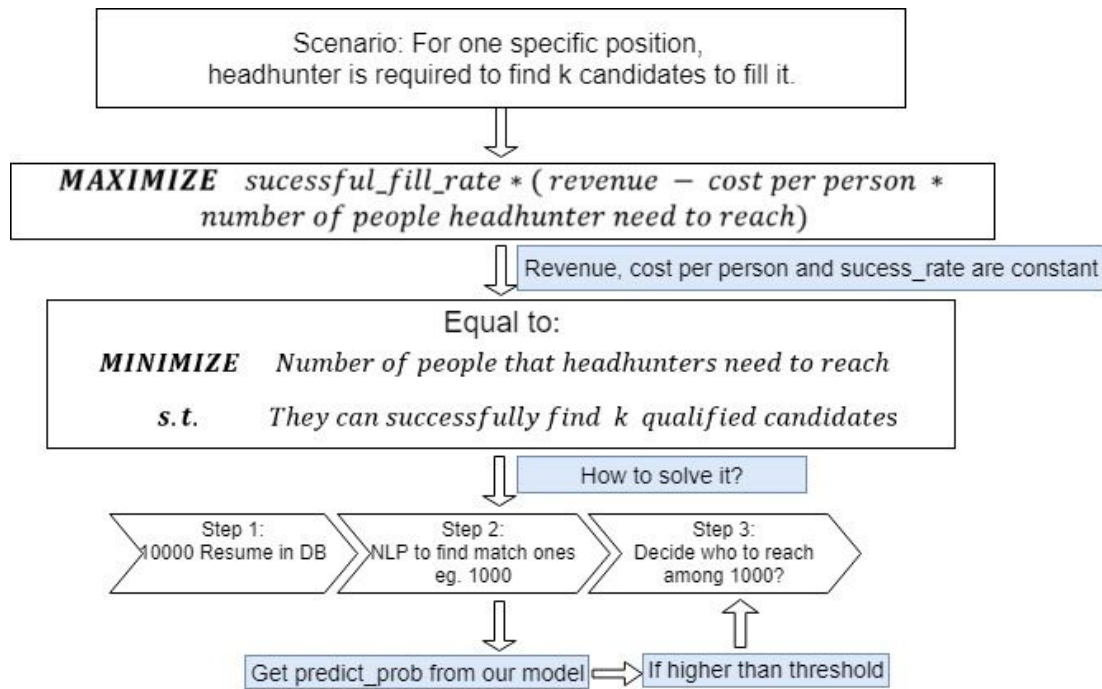 Scenario: For one specific position,
headhunter is required to find k candidates to fill it.
MAXIMIZE sucessful_fill_rate * ( revenue − cost per person *
number of people headhunter need to reach)
Revenue, cost per person and sucess_rate are constant
Equal to:
MINIMIZE Number of people that headhunters need to reach
s.t. They can successfully find k qualified candidates
How to solve it?
Step 1:
10000 Resume in DB
Step 2:
NLP to find match ones
eg. 1000
Step 3:
Decide who to reach
among 1000?
Get predict_prob from our model
If higher than threshold